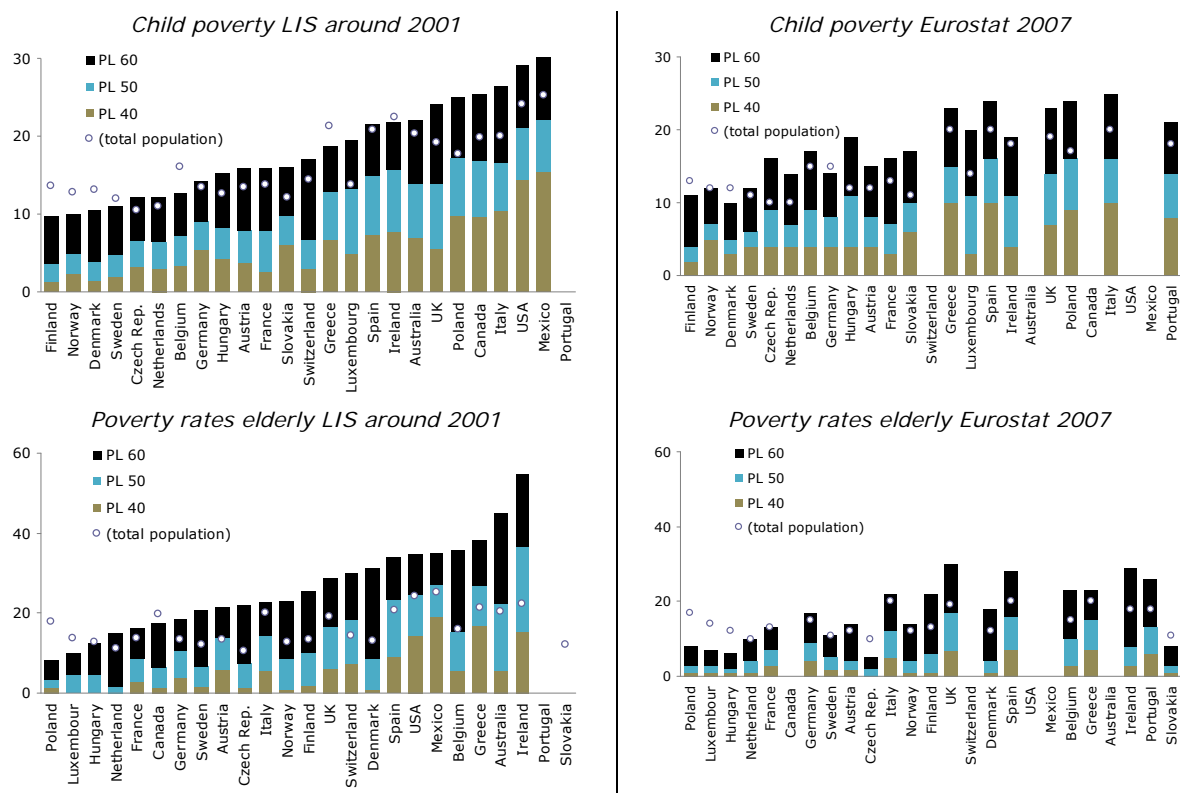 Child poverty LIS around 2001
30
20
10
0
PL 60
PL 50
PL 40
(total population)
Finland
Norway
Denmark
Sweden
Czech Rep.
Netherlands
Belgium
Germany
Hungary
Austria
France
Slovakia
Switzerland
Greece
Luxembourg
Spain
Ireland
Australia
UK
Poland
Canada
Italy
USA
Mexico
Portugal
Child poverty Eurostat 2007
30
20
10
0
PL 60
PL 50
PL 40
(total population)
Finland
Norway
Denmark
Sweden
Czech Rep.
Netherlands
Belgium
Germany
Hungary
Austria
France
Slovakia
Switzerland
Greece
Luxembourg
Spain
Ireland
Australia
UK
Poland
Canada
Italy
USA
Mexico
Portugal
Poverty rates elderly LIS around 2001
60
40
20
0
PL 60
PL 50
PL 40
(total population)
Poland
Luxembour
Hungary
Netherland
France
Canada
Germany
Sweden
Austria
Czech Rep.
Italy
Norway
Finland
UK
Switzerland
Denmark
Spain
USA
Mexico
Belgium
Greece
Australia
Ireland
Portugal
Slovakia
Poverty rates elderly Eurostat 2007
60
40
20
0
PL 60
PL 50
PL 40
(total population)
Poland
Luxembour
Hungary
Netherland
France
Canada
Germany
Sweden
Austria
Czech Rep.
Italy
Norway
Finland
UK
Switzerland
Denmark
Spain
USA
Mexico
Belgium
Greece
Australia
Ireland
Portugal
Slovakia